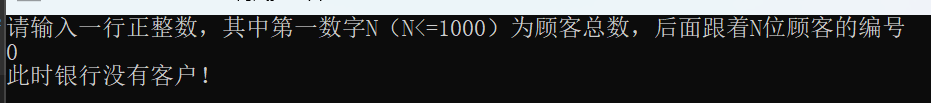 请输入一行正整数，其中第一数字N（N<=1000）为顾客总数，后面跟着N位顾客的编号
0
此时银行没有客户！